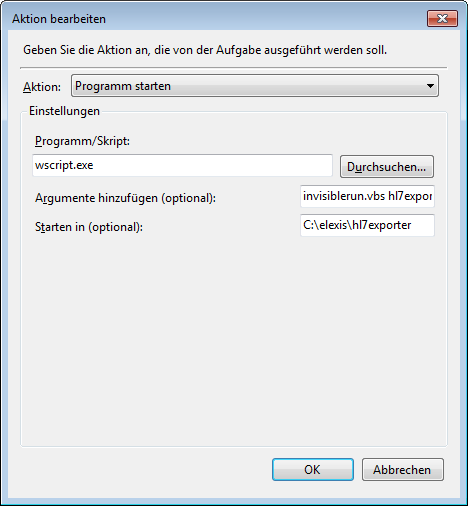 Aktion bearbeiten
Geben Sie die Aktion an, die von der Aufgabe ausgeführt werden soll.
Aktion: Programm starten
Einstellungen
Programm/Skript:
wscript.exe Durchsuchen...
Argumente hinzufügen (optional): invisiblerun.vbs hl7expor
Starten in (optional): C:\elexis\hl7exporter
OK Abbrechen